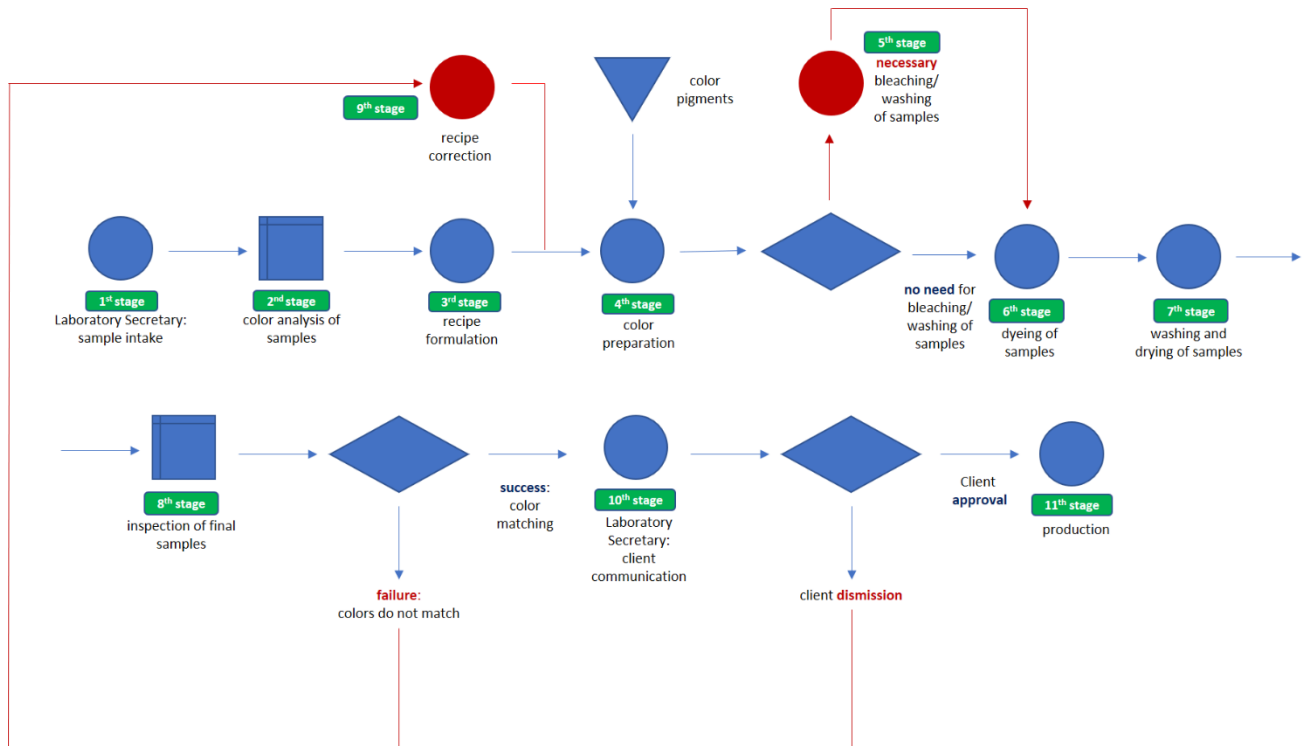 5th stage
necessary
bleaching/
washing
of samples
9th stage
recipe
correction
color
pigments
1st stage
Laboratory Secretary:
sample intake
2nd stage
color analysis of
samples
3rd stage
recipe
formulation
4th stage
color
preparation
no need for
bleaching/
washing of
samples
6th stage
dyeing of
samples
7th stage
washing and
drying of samples
8th stage
inspection of final
samples
failure:
colors do not match
success:
color
matching
10th stage
Laboratory
Secretary:
client
communication
client dismission
Client
approval
11th stage
production